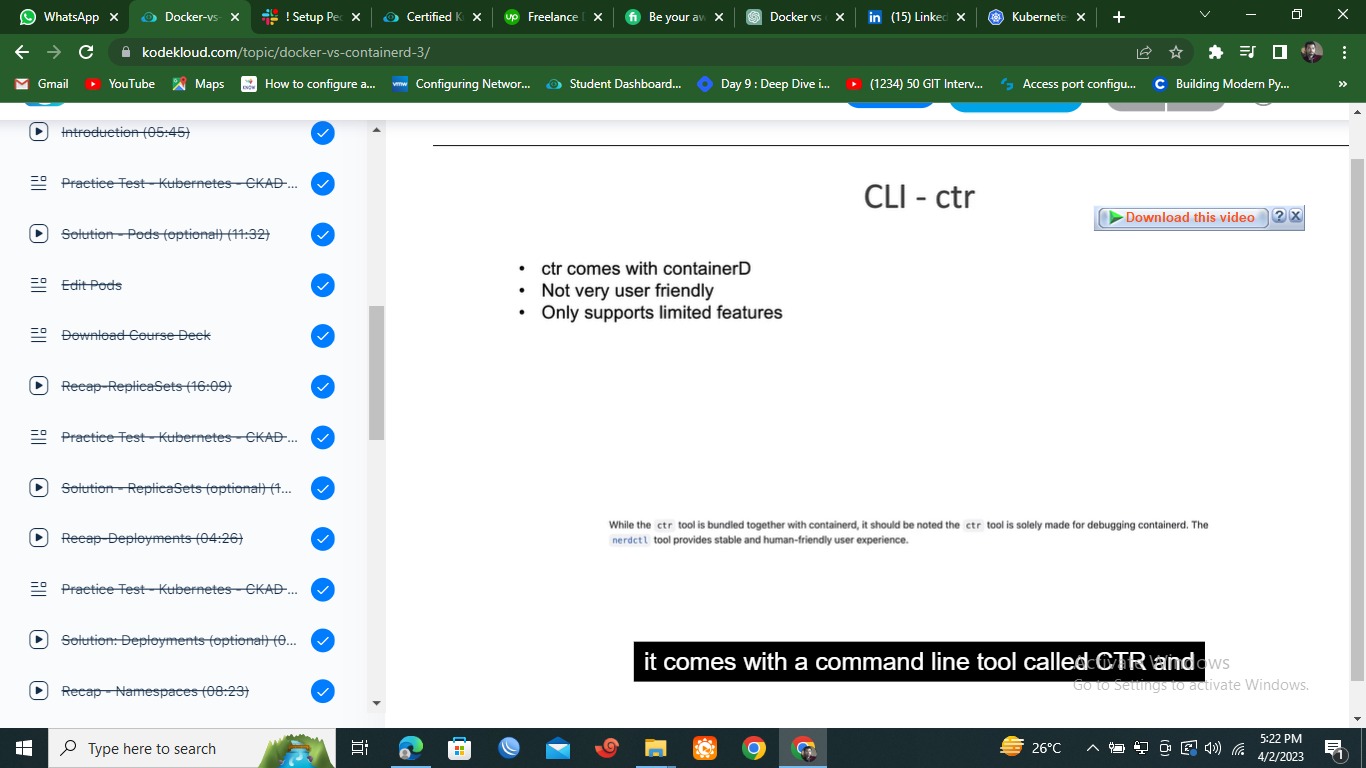 WhatsApp
Docker-vs-
! Setup Pec
Certified K
Freelance
Be your aw
Docker vs
(15) Linked
Kubernete
kodekloud.com/topic/docker-vs-containerd-3/
Gmail
YouTube
Maps
How to configure a...
Configuring Networ...
Student Dashboard...
Day 9 : Deep Dive i...
(1234) 50 GIT Interv...
Access port configu...
Building Modern Py...
»
Introduction (05:45)
Practice Test - Kubernetes - CKAD ...
Solution - Pods (optional) (11:32)
Edit Pods
Download Course Deck
Recap-ReplicaSets (16:09)
Practice Test - Kubernetes - CKAD ...
Solution - ReplicaSets (optional) (1...
Recap-Deployments (04:26)
Practice Test - Kubernetes - CKAD ...
Solution: Deployments (optional) (0...
Recap - Namespaces (08:23)
CLI - ctr
Download this video
• ctr comes with containerD
• Not very user friendly
• Only supports limited features
While the ctr tool is bundled together with containerd, it should be noted the ctr tool is solely made for debugging containerd. The
nerdctl tool provides stable and human-friendly user experience.
it comes with a command line tool called CTR and
Activate Windows
Go to Settings to activate Windows.
Type here to search
26°C
5:22 PM
4/2/2023
1